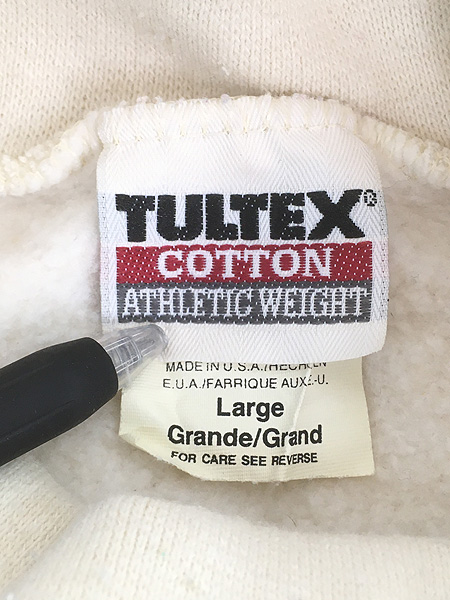 TULTEX®
COTTON
ATHLETIC WEIGHT
MADE IN U.S.A./HECHO EN
E.U.A./FABRIQUE AUX É.-U.
Large
Grande/Grand
FOR CARE SEE REVERSE